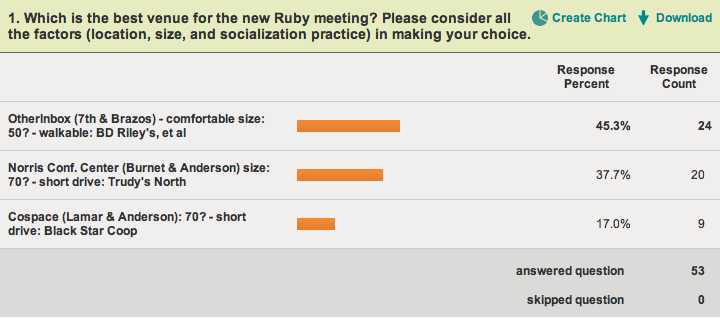 1. Which is the best venue for the new Ruby meeting? Please consider all
the factors (location, size, and socialization practice) in making your choice.
Create Chart Download
Response
Percent
Response
Count
OtherInbox (7th & Brazos) - comfortable size:
50? - walkable: BD Riley's, et al
45.3% 24
Norris Conf. Center (Burnet & Anderson) size:
70? - short drive: Trudy's North
37.7% 20
Cospace (Lamar & Anderson): 70? - short
drive: Black Star Coop
17.0% 9
answered question 53
skipped question 0